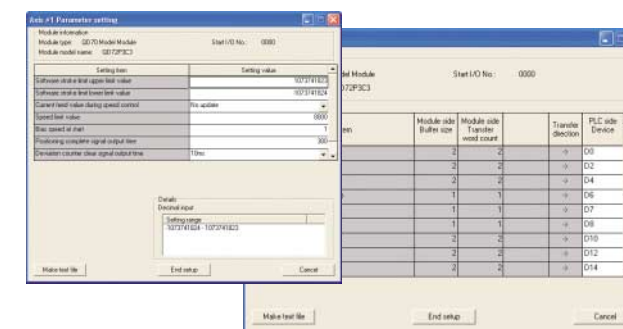 Axis #1 Parameter setting
Module information
Module type: QD70 Model Module Start I/O No.: 0000
Module model name: QD72P3C3
Setting item Setting value
Software stroke limit upper limit value 1073741823
Software stroke limit lower limit value -1073741824
Current feed value during speed control No update
Speed limit value 8000
Bias speed at start 1
Positioning complete signal output time 300
Deviation counter clear signal output time 10ms
Details
Decimal input
Setting range
-1073741824 - 1073741823
Make text file End setup Cancel
del Module Start I/O No.: 0000
D72P3C3
em Module side Buffer size Module side Transfer word count Transfer direction PLC side Device
2 2 -> D0
2 2 -> D2
2 2 -> D4
1 1 -> D6
1 1 -> D7
1 1 -> D8
2 2 -> D10
2 2 -> D12
2 2 -> D14
Make text file End setup Cancel